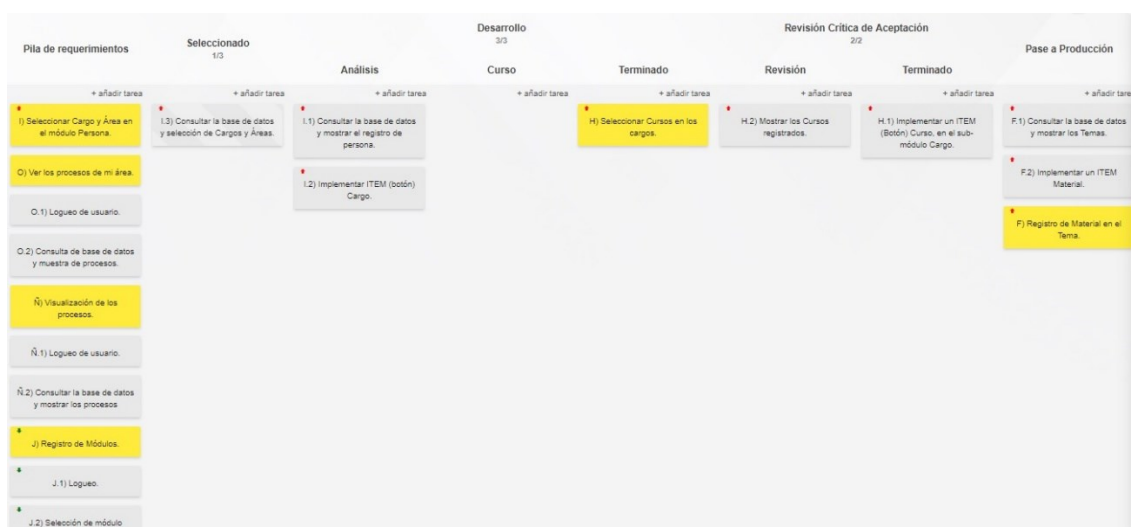 Pila de requerimientos
Seleccionado
1/3
Desarrollo
3/3
Análisis
Curso
Terminado
Revisión Crítica de Aceptación
2/2
Revisión
Terminado
Pase a Producción
+ añadir tarea
+ añadir tarea
+ añadir tarea
+ añadir tarea
+ añadir tarea
+ añadir tarea
+ añadir tarea
+ añadir tare
I) Seleccionar Cargo y Área en
el módulo Persona.
O) Ver los procesos de mi área.
O.1) Logueo de usuario.
O.2) Consulta de base de datos
y muestra de procesos.
Ñ) Visualización de los
procesos.
Ñ.1) Logueo de usuario.
Ñ.2) Consultar la base de datos
y mostrar los procesos
J) Registro de Módulos.
J.1) Logueo.
J.2) Selección de módulo
I.3) Consultar la base de datos
y selección de Cargos y Áreas.
I.1) Consultar la base de datos
y mostrar el registro de
persona.
I.2) Implementar ITEM (botón)
Cargo.
H) Seleccionar Cursos en los
cargos.
H.2) Mostrar los Cursos
registrados.
H.1) Implementar un ITEM
(Botón) Curso, en el sub-
módulo Cargo.
F.1) Consultar la base de datos
y mostrar los Temas.
F.2) Implementar un ITEM
Material.
F) Registro de Material en el
Tema.